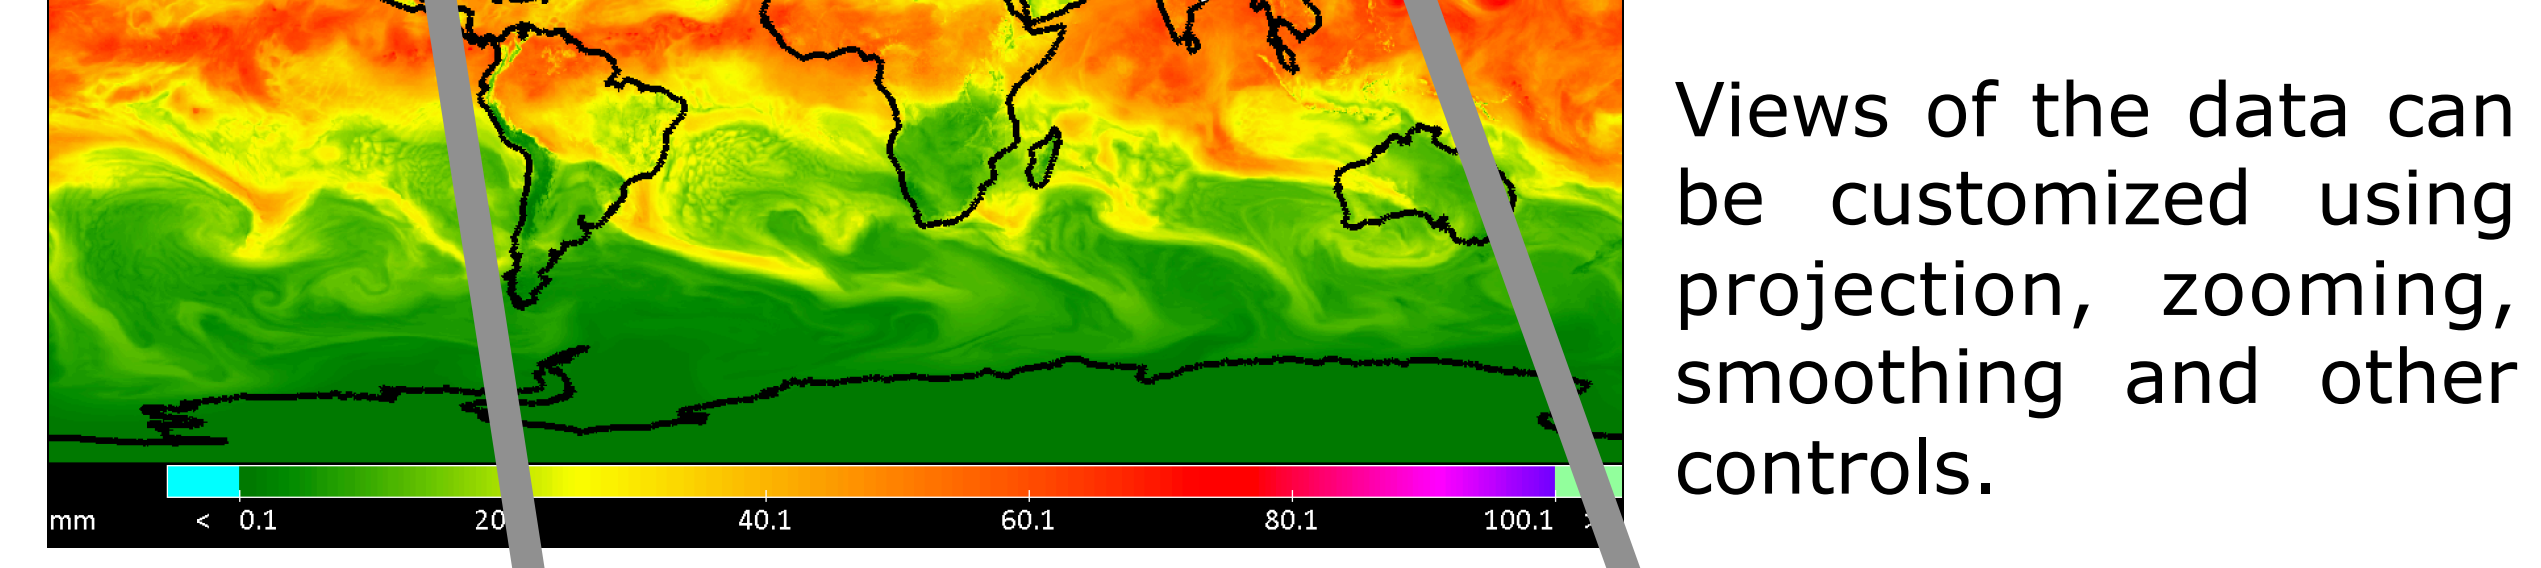 Views of the data can
be customized using
projection, zooming,
smoothing and other
controls.
mm < 0.1 20 40.1 60.1 80.1 100.1 >